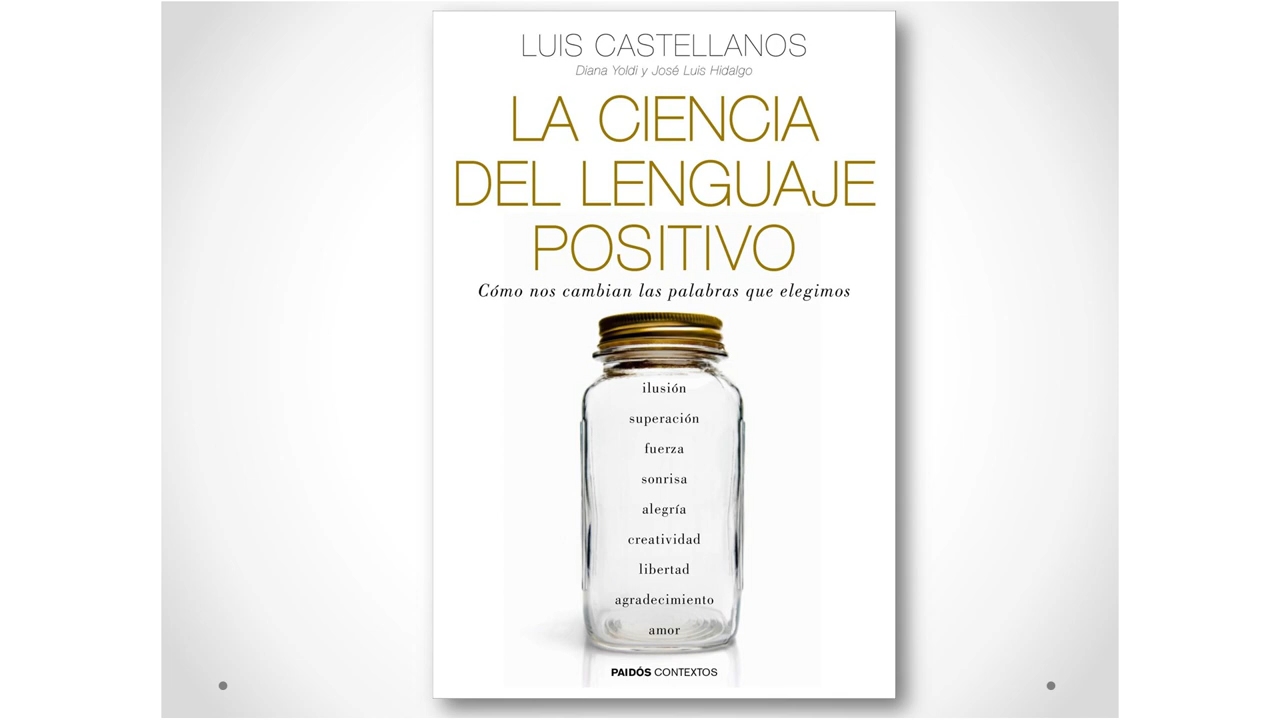 LUIS CASTELLANOS
Diana Yoldi y José Luis Hidalgo
LA CIENCIA
DEL LENGUAJE
POSITIVO
Cómo nos cambian las palabras que elegimos
ilusión
superación
fuerza
sonrisa
alegría
creatividad
libertad
agradecimiento
amor
PAIDÓS CONTEXTOS